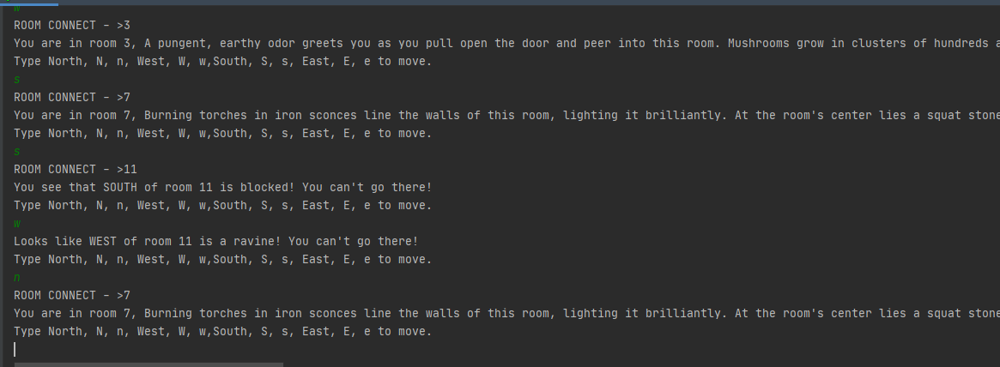 w
ROOM CONNECT - >3
You are in room 3, A pungent, earthy odor greets you as you pull open the door and peer into this room. Mushrooms grow in clusters of hundreds a
Type North, N, n, West, W, w,South, S, s, East, E, e to move.
s
ROOM CONNECT - >7
You are in room 7, Burning torches in iron sconces line the walls of this room, lighting it brilliantly. At the room's center lies a squat stone
Type North, N, n, West, W, w,South, S, s, East, E, e to move.
s
ROOM CONNECT - >11
You see that SOUTH of room 11 is blocked! You can't go there!
Type North, N, n, West, W, w,South, S, s, East, E, e to move.
w
Looks like WEST of room 11 is a ravine! You can't go there!
Type North, N, n, West, W, w,South, S, s, East, E, e to move.
n
ROOM CONNECT - >7
You are in room 7, Burning torches in iron sconces line the walls of this room, lighting it brilliantly. At the room's center lies a squat stone
Type North, N, n, West, W, w,South, S, s, East, E, e to move.